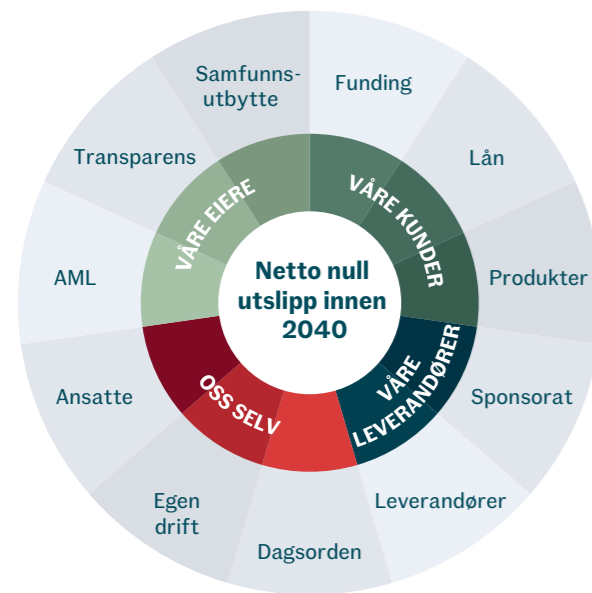 Netto null
utslipp innen
2040
VÅRE KUNDER
VÅRE
LEVERANDØRER
OSS SELV
VÅRE EIERE
Funding
Lån
Produkter
Sponsorat
Leverandører
Dagsorden
Egen
drift
Ansatte
AML
Transparens
Samfunns-
utbytte